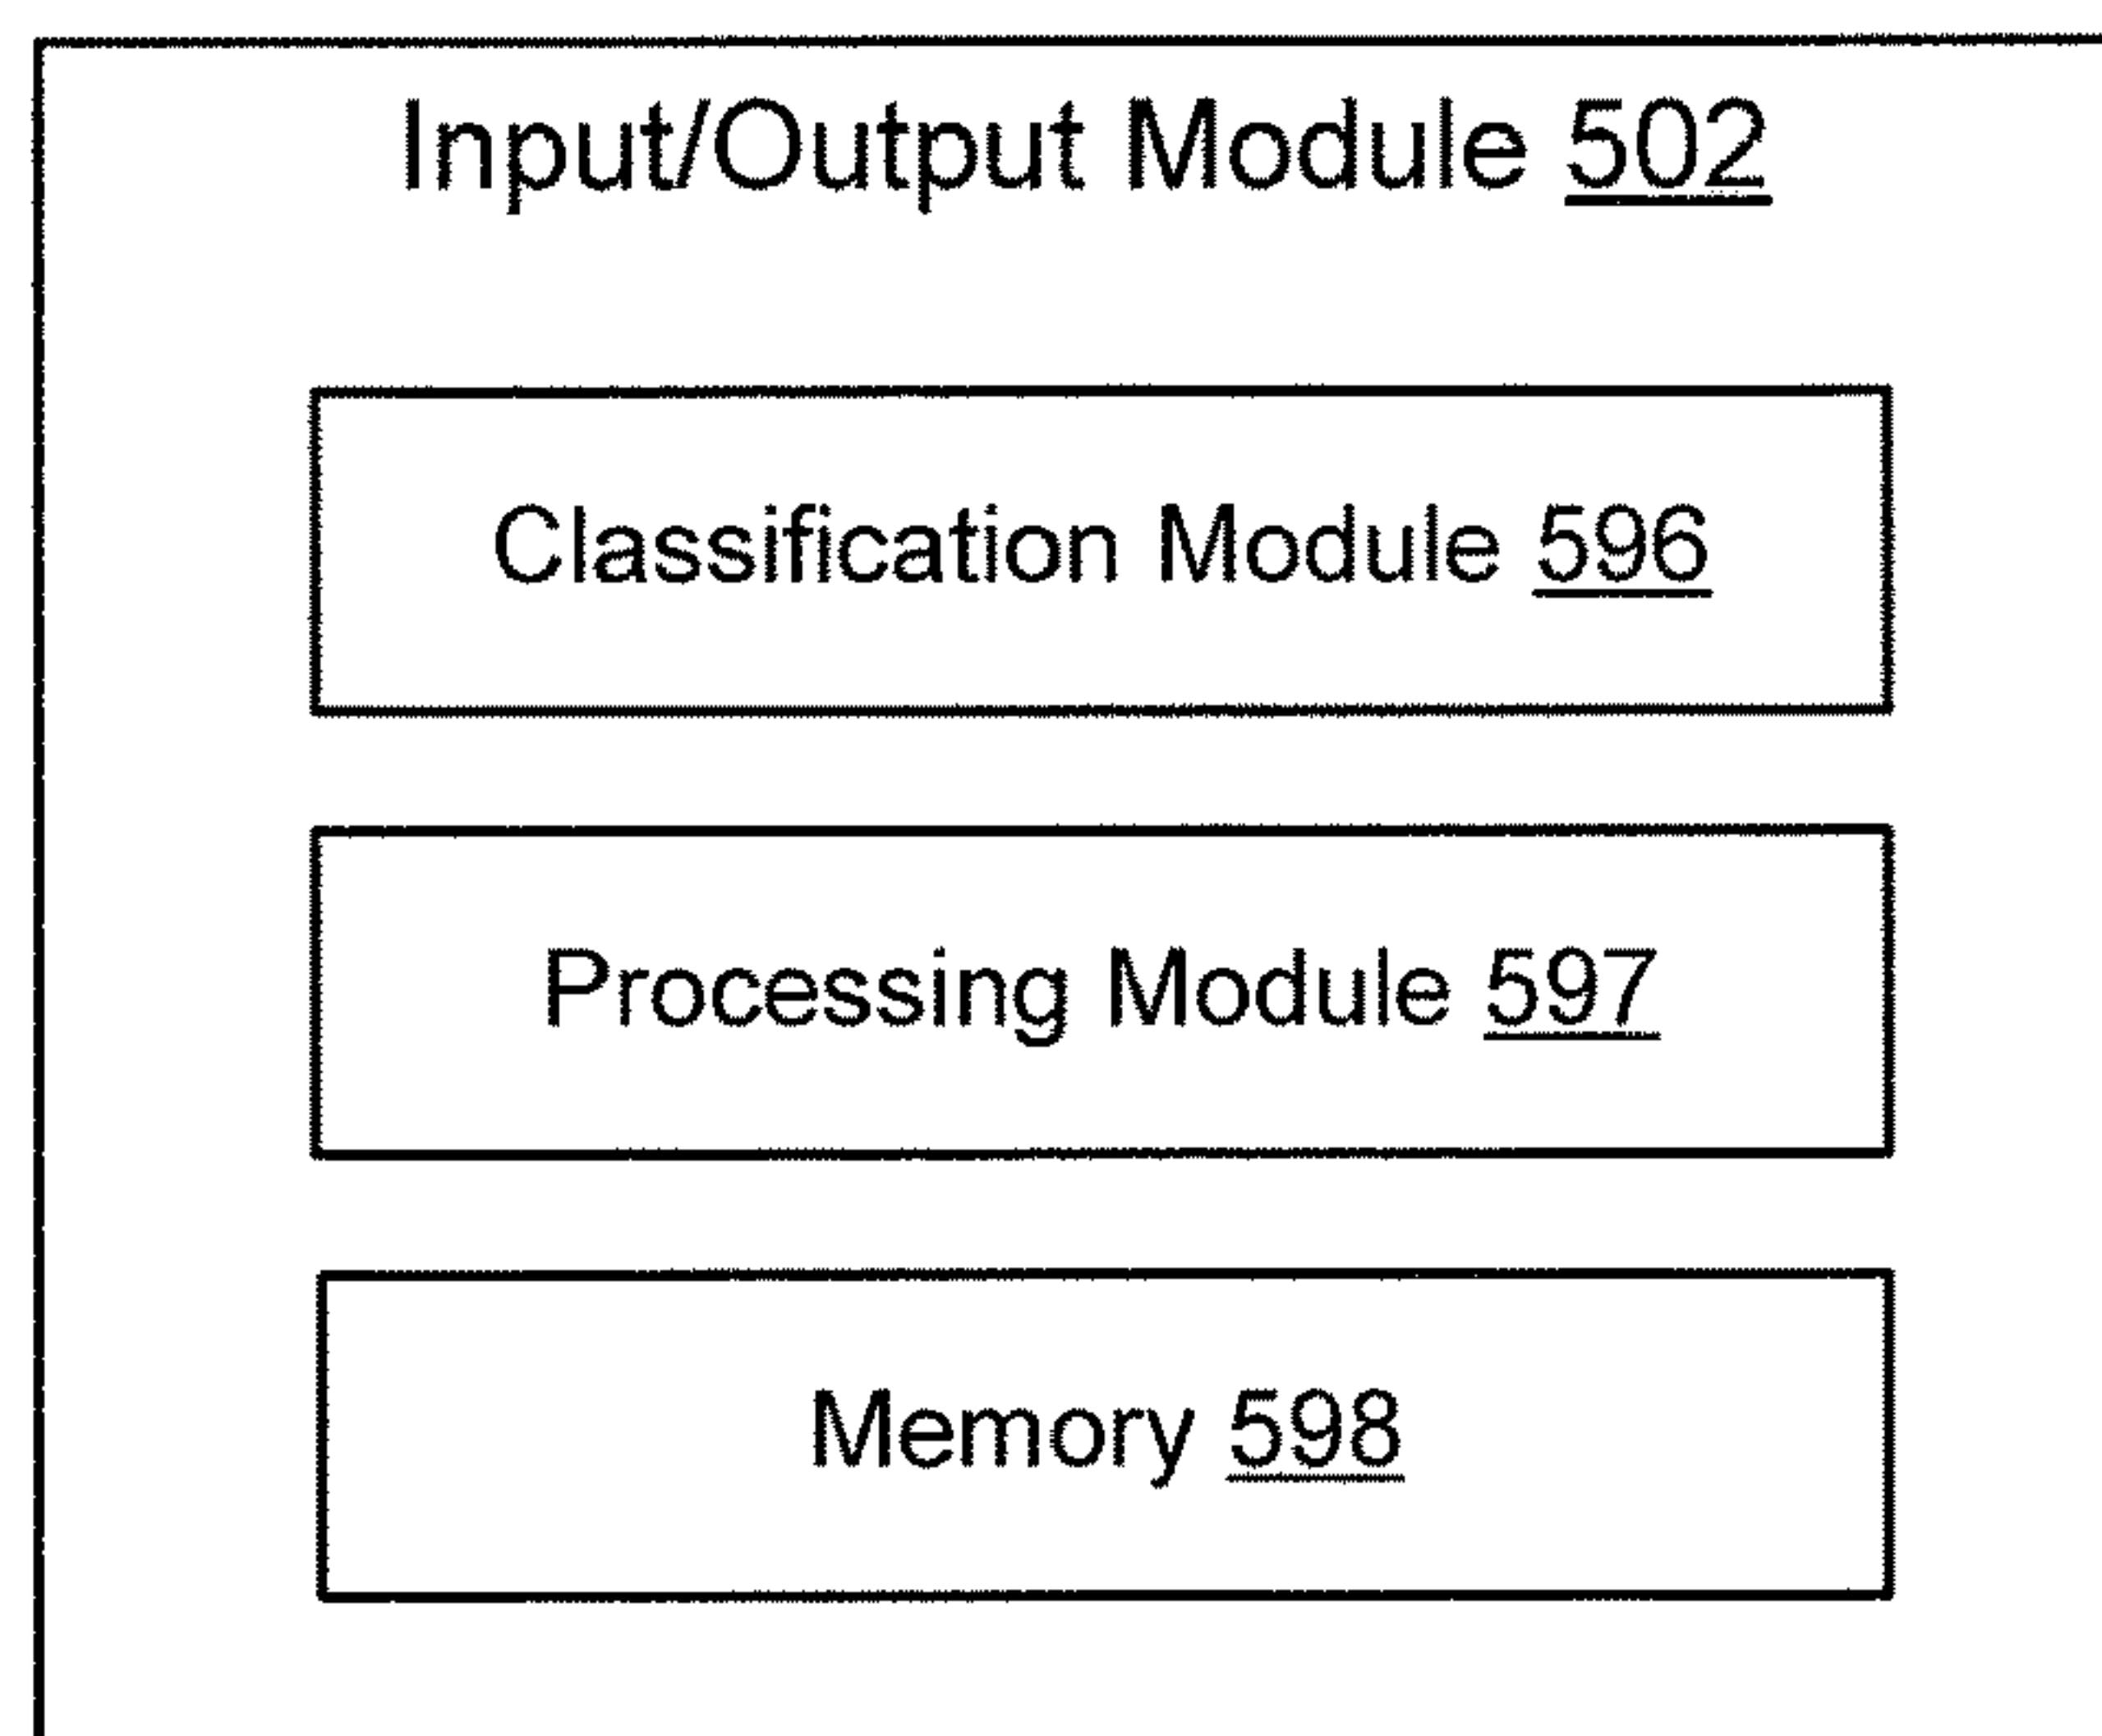 Input/Output Module 502
Classification Module 596
Processing Module 597
Memory 598